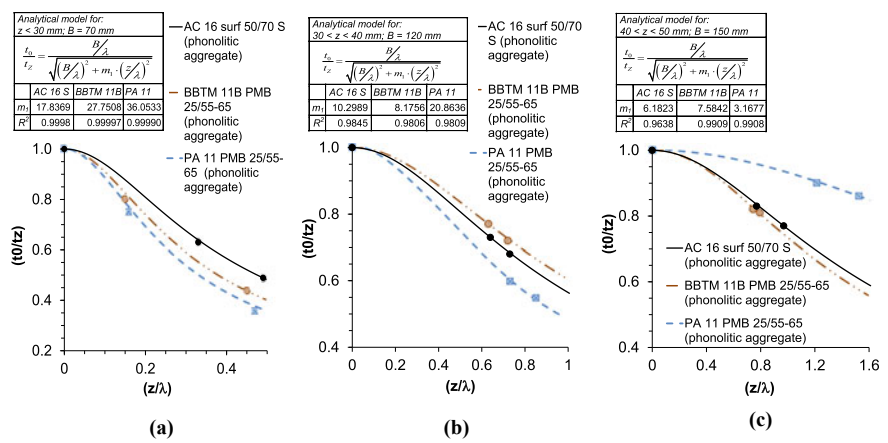 Analytical model for:
z < 30 mm; B = 70 mm
t0/tZ = (B/λ) / √((B/λ)² + m1 · (z/λ)²)
AC 16 S BBTM 11B PA 11
m1 17.8369 27.7508 36.0533
R² 0.9998 0.99997 0.99990
AC 16 surf 50/70 S
(phonolitic
aggregate)
BBTM 11B PMB
25/55-65
(phonolitic
aggregate)
PA 11 PMB 25/55-
65 (phonolitic
aggregate)
(t0/tz)
1.0
0.8
0.6
0.4
0.2
0 0.2 0.4
(z/λ)
(a)
Analytical model for:
30 < z < 40 mm; B = 120 mm
t0/tZ = (B/λ) / √((B/λ)² + m1 · (z/λ)²)
AC 16 S BBTM 11B PA 11
m1 10.2989 8.1756 20.8636
R² 0.9845 0.9806 0.9809
AC 16 surf 50/70
S (phonolitic
aggregate)
BBTM 11B PMB
25/55-65
(phonolitic
aggregate)
PA 11 PMB
25/55-65
(phonolitic
aggregate)
(t0/tz)
1.0
0.8
0.6
0.4
0 0.2 0.4 0.6 0.8 1
(z/λ)
(b)
Analytical model for:
40 < z < 50 mm; B = 150 mm
t0/tZ = (B/λ) / √((B/λ)² + m1 · (z/λ)²)
AC 16 S BBTM 11B PA 11
m1 6.1823 7.5842 3.1677
R² 0.9638 0.9909 0.9908
(t0/tz)
1.0
0.8
0.6
0.4
AC 16 surf 50/70 S
(phonolitic aggregate)
BBTM 11B PMB 25/55-65
(phonolitic aggregate)
PA 11 PMB 25/55-65
(phonolitic aggregate)
0 0.4 0.8 1.2 1.6
(z/λ)
(c)